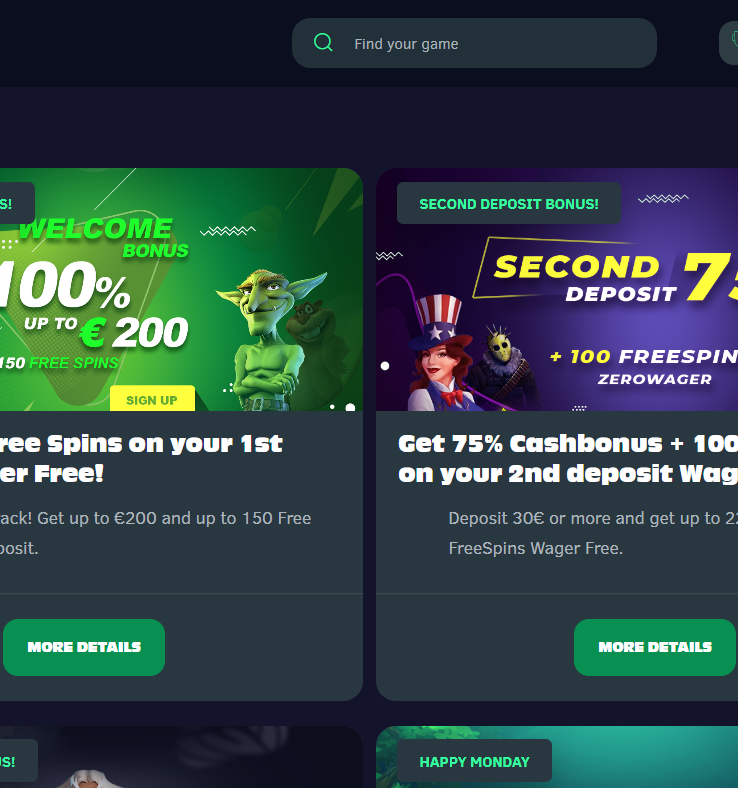 Find your game
S!
WELCOME
BONUS
100%
UP TO € 200
150 FREE SPINS
SIGN UP
ree Spins on your 1st
er Free!
ack! Get up to €200 and up to 150 Free
posit.
MORE DETAILS
SECOND DEPOSIT BONUS!
SECOND 75
DEPOSIT
+ 100 FREESPIN
ZEROWAGER
Get 75% Cashbonus + 100
on your 2nd deposit Wag
Deposit 30€ or more and get up to 22
FreeSpins Wager Free.
MORE DETAILS
US!
HAPPY MONDAY